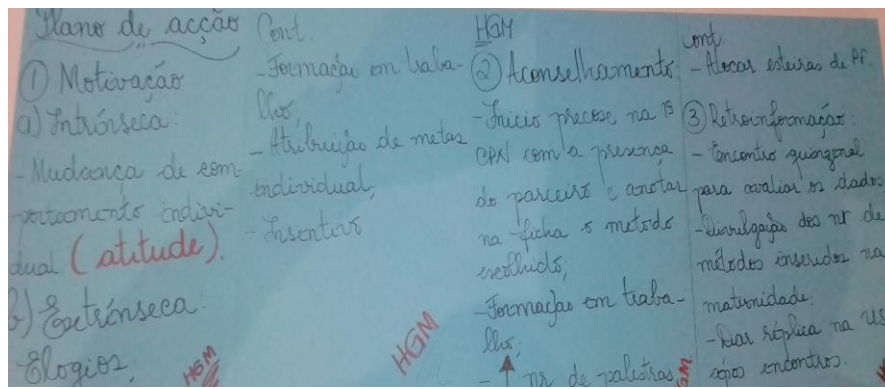 Plano de acção
① Motivação
a) Intrínseca:
- Mudança de com
portamento indivi-
dual (atitude).
b) Extrínseca:
Elogios;
HGM
Cont.
- Formação em traba-
lho;
- Atribuição de metas
individual;
- Insentivo
HGM
HGM
② Aconselhamento:
- Inicio precoce na 1ª
CPN com a presença
do parceiro e anotar
na ficha o metodo
escolhido;
- Formação em traba-
lho;
- ↑ nr de palestras
HGM
cont
- Alocar esteiras de PF.
③ Retroinformação:
- Encontro quinzenal
para avaliar os dados
- Divulgação dos nr de
métodos inseridos na
maternidade;
- Dar réplica na US
após encontros.